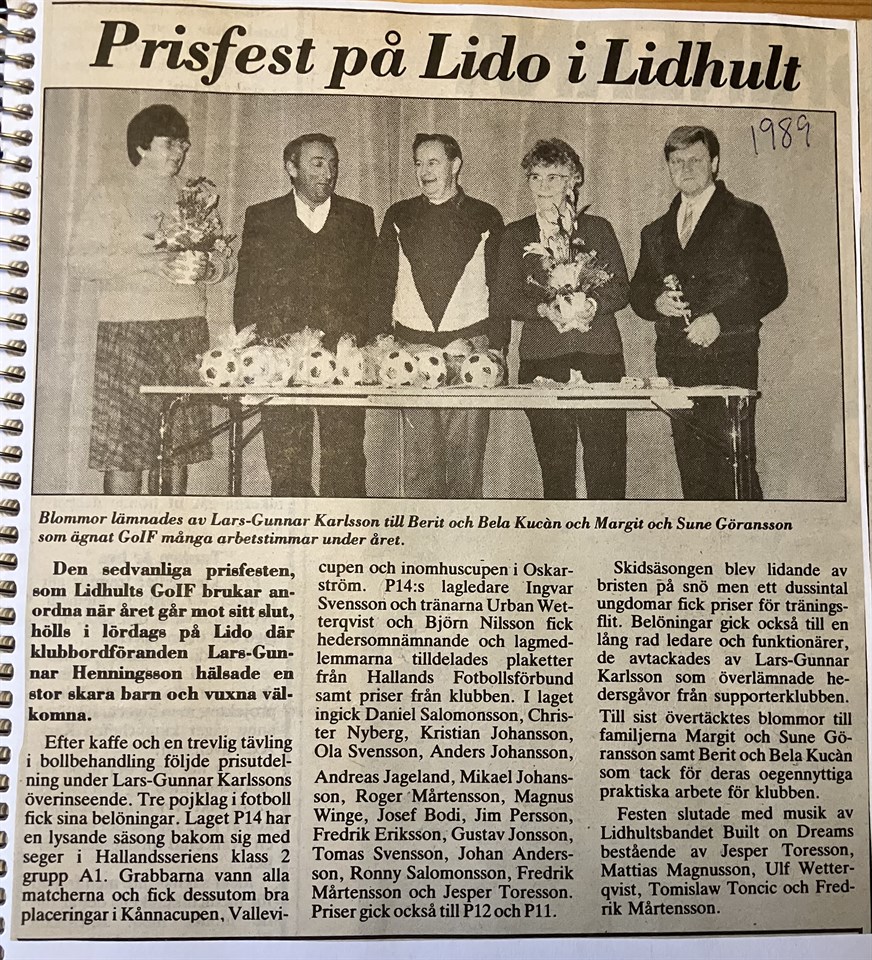 Prisfest på Lido i Lidhult
1989
Blommor lämnades av Lars-Gunnar Karlsson till Berit och Bela Kucàn och Margit och Sune Göransson
som ägnat GoIF många arbetstimmar under året.
Den sedvanliga prisfesten,
som Lidhults GoIF brukar an-
ordna när året går mot sitt slut,
hölls i lördags på Lido där
klubbordföranden Lars-Gun-
nar Henningsson hälsade en
stor skara barn och vuxna väl-
komna.
Efter kaffe och en trevlig tävling
i bollbehandling följde prisutdel-
ning under Lars-Gunnar Karlssons
överinseende. Tre pojklag i fotboll
fick sina belöningar. Laget P14 har
en lysande säsong bakom sig med
seger i Hallandsseriens klass 2
grupp A1. Grabbarna vann alla
matcherna och fick dessutom bra
placeringar i Kånnacupen, Vallevi-
cupen och inomhuscupen i Oskar-
ström. P14:s lagledare Ingvar
Svensson och tränarna Urban Wet-
terqvist och Björn Nilsson fick
hedersomnämnande och lagmed-
lemmarna tilldelades plaketter
från Hallands Fotbollsförbund
samt priser från klubben. I laget
ingick Daniel Salomonsson, Chris-
ter Nyberg, Kristian Johansson,
Ola Svensson, Anders Johansson,
Andreas Jageland, Mikael Johans-
son, Roger Mårtensson, Magnus
Winge, Josef Bodi, Jim Persson,
Fredrik Eriksson, Gustav Jonsson,
Tomas Svensson, Johan Anders-
son, Ronny Salomonsson, Fredrik
Mårtensson och Jesper Toresson.
Priser gick också till P12 och P11.
Skidsäsongen blev lidande av
bristen på snö men ett dussintal
ungdomar fick priser för tränings-
flit. Belöningar gick också till en
lång rad ledare och funktionärer,
de avtackades av Lars-Gunnar
Karlsson som överlämnade he-
dersgåvor från supporterklubben.
Till sist övertäcktes blommor till
familjerna Margit och Sune Gö-
ransson samt Berit och Bela Kucàn
som tack för deras oegennyttiga
praktiska arbete för klubben.
Festen slutade med musik av
Lidhultsbandet Built on Dreams
bestående av Jesper Toresson,
Mattias Magnusson, Ulf Wetter-
qvist, Tomislaw Toncic och Fred-
rik Mårtensson.